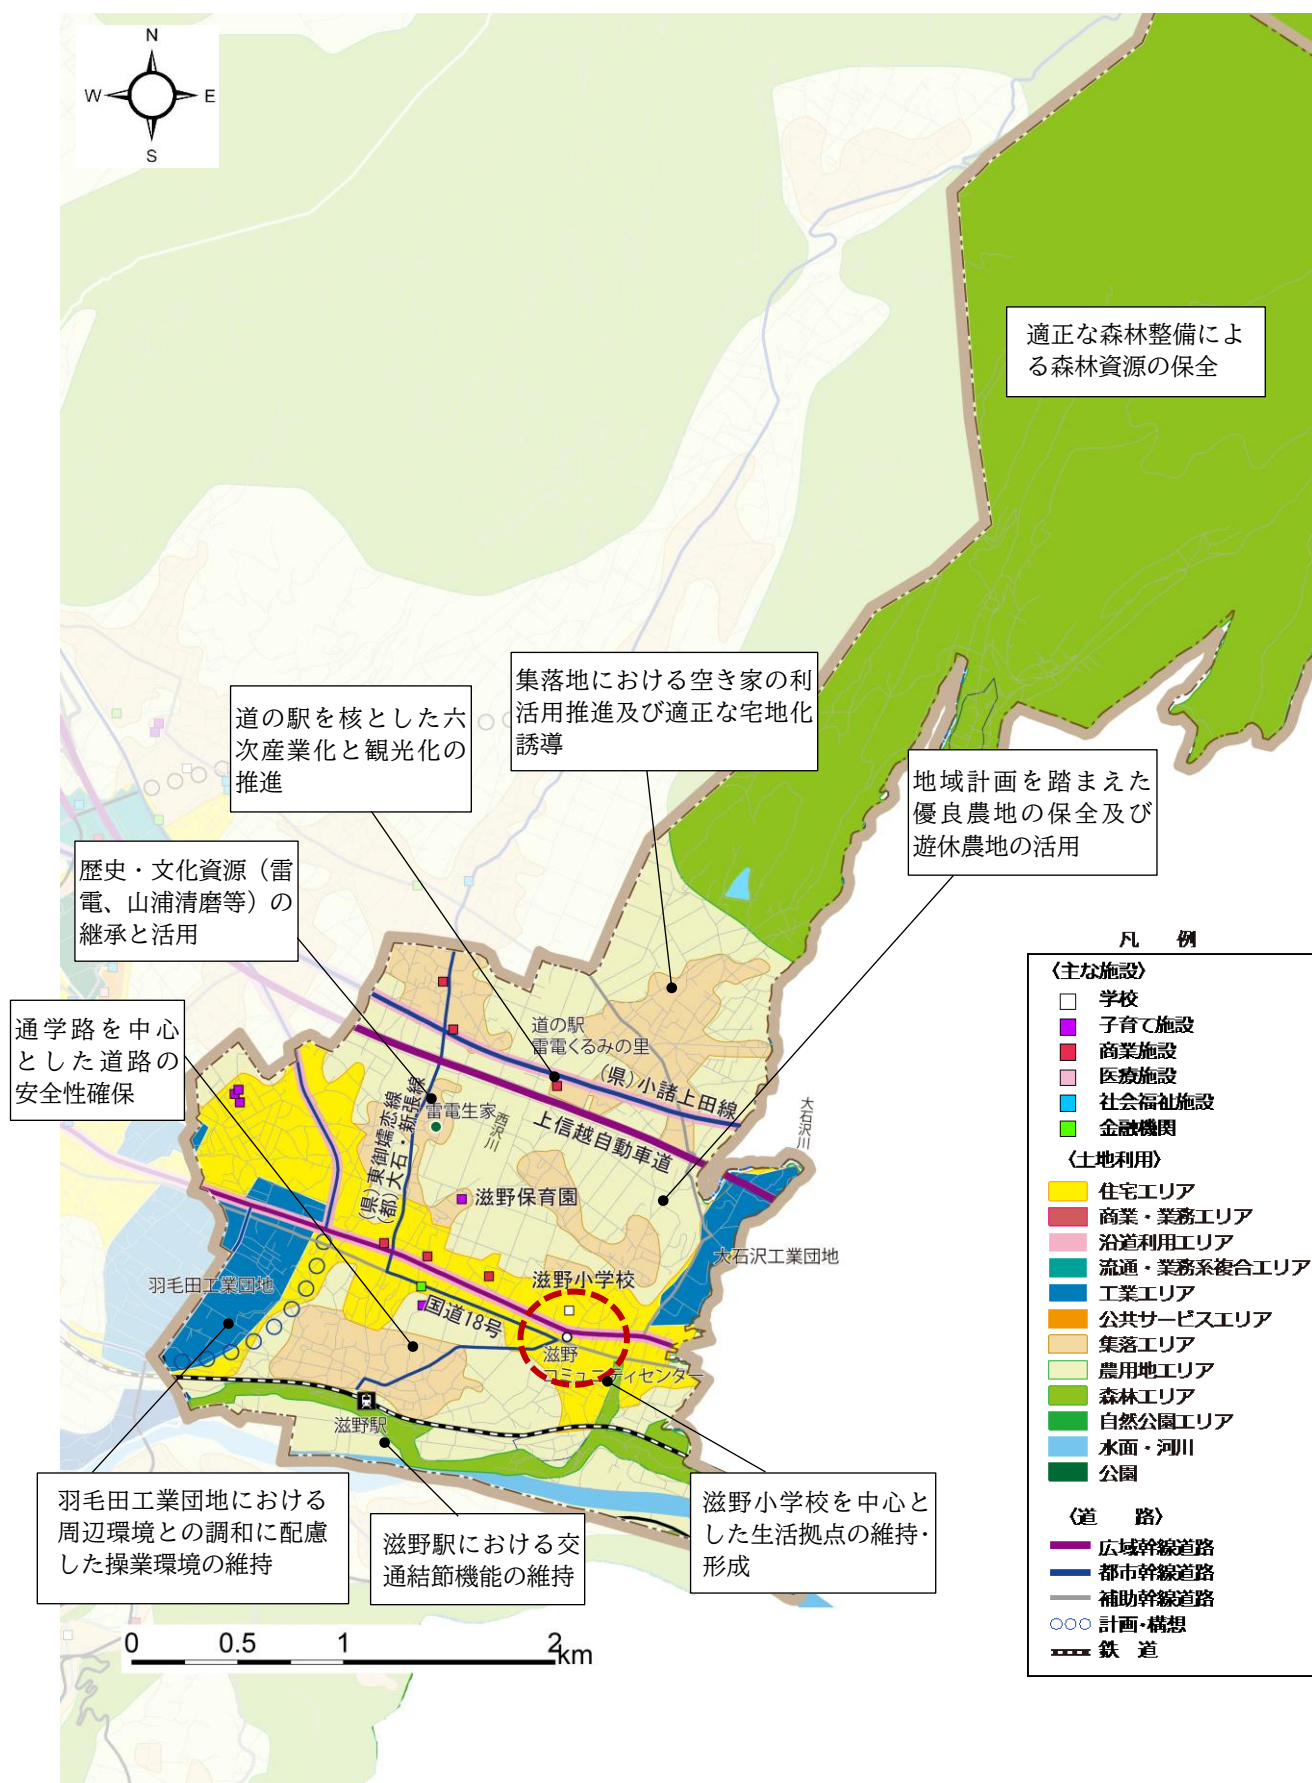 N
W
E
S
適正な森林整備によ
る森林資源の保全
集落地における空き家の利
活用推進及び適正な宅地化
誘導
道の駅を核とした六
次産業化と観光化の
推進
地域計画を踏まえた
優良農地の保全及び
遊休農地の活用
歴史・文化資源（雷
電、山浦清麿等）の
継承と活用
通学路を中心
とした道路の
安全性確保
道の駅
雷電くるみの里
(県)小諸上田線
上信越自動車道
大石沢川
雷電生家
西沢川
(県)東御嬬恋線
(都)大石・新張線
滋野保育園
大石沢工業団地
羽毛田工業団地
滋野小学校
国道18号
滋野
コミュニティセンター
滋野駅
羽毛田工業団地における
周辺環境との調和に配慮
した操業環境の維持
滋野駅における交
通結節機能の維持
滋野小学校を中心と
した生活拠点の維持・
形成
0
0.5
1
2
km
凡 例
〈主な施設〉
学校
子育て施設
商業施設
医療施設
社会福祉施設
金融機関
〈土地利用〉
住宅エリア
商業・業務エリア
沿道利用エリア
流通・業務系複合エリア
工業エリア
公共サービスエリア
集落エリア
農用地エリア
森林エリア
自然公園エリア
水面・河川
公園
〈道 路〉
広域幹線道路
都市幹線道路
補助幹線道路
計画・構想
鉄 道